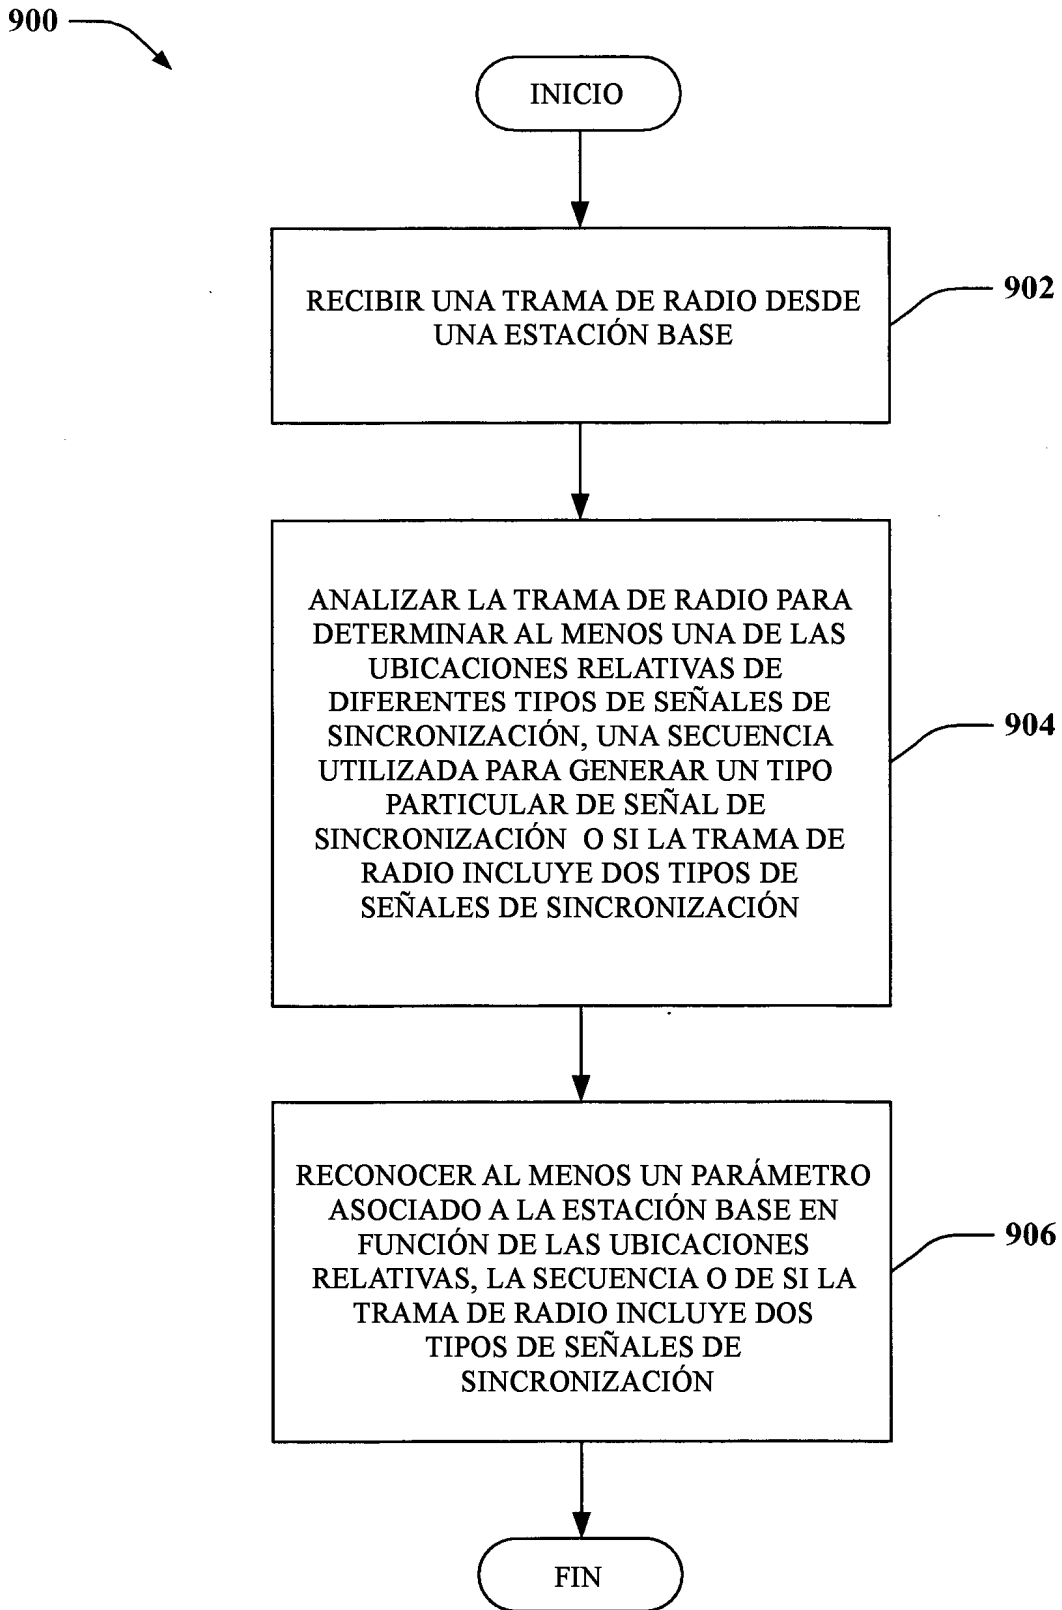 900
INICIO
RECIBIR UNA TRAMA DE RADIO DESDE
UNA ESTACIÓN BASE
902
ANALIZAR LA TRAMA DE RADIO PARA
DETERMINAR AL MENOS UNA DE LAS
UBICACIONES RELATIVAS DE
DIFERENTES TIPOS DE SEÑALES DE
SINCRONIZACIÓN, UNA SECUENCIA
UTILIZADA PARA GENERAR UN TIPO
PARTICULAR DE SEÑAL DE
SINCRONIZACIÓN O SI LA TRAMA DE
RADIO INCLUYE DOS TIPOS DE
SEÑALES DE SINCRONIZACIÓN
904
RECONOCER AL MENOS UN PARÁMETRO
ASOCIADO A LA ESTACIÓN BASE EN
FUNCIÓN DE LAS UBICACIONES
RELATIVAS, LA SECUENCIA O DE SI LA
TRAMA DE RADIO INCLUYE DOS
TIPOS DE SEÑALES DE
SINCRONIZACIÓN
906
FIN